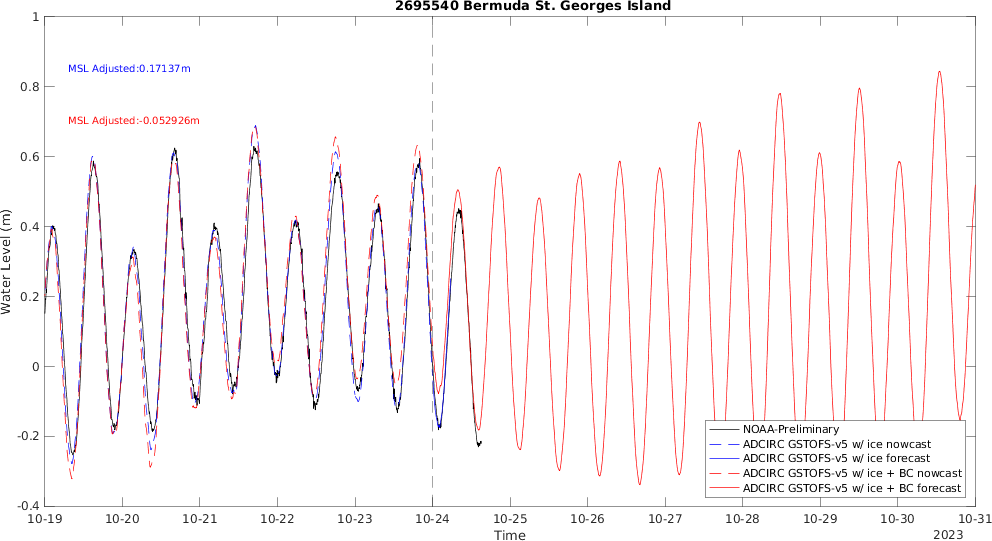 2695540 Bermuda St. Georges Island
MSL Adjusted:0.17137m
MSL Adjusted:-0.052926m
Water Level (m)
1
0.8
0.6
0.4
0.2
0
-0.2
-0.4
NOAA-Preliminary
ADCIRC GSTOFS-v5 w/ ice nowcast
ADCIRC GSTOFS-v5 w/ ice forecast
ADCIRC GSTOFS-v5 w/ ice + BC nowcast
ADCIRC GSTOFS-v5 w/ ice + BC forecast
10-19 10-20 10-21 10-22 10-23 10-24 10-25 10-26 10-27 10-28 10-29 10-30 10-31
Time
2023